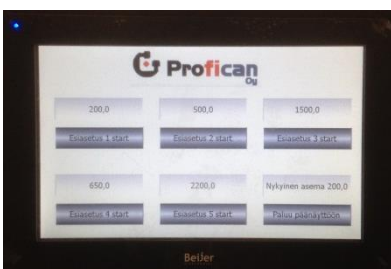 Profican
Oy
200,0
500,0
1500,0
Esiasetus 1 start
Esiasetus 2 start
Esiasetus 3 start
650,0
2200,0
Nykyinen asema 200,0
Esiasetus 4 start
Esiasetus 5 start
Paluu päänäyttöön
BeiJer